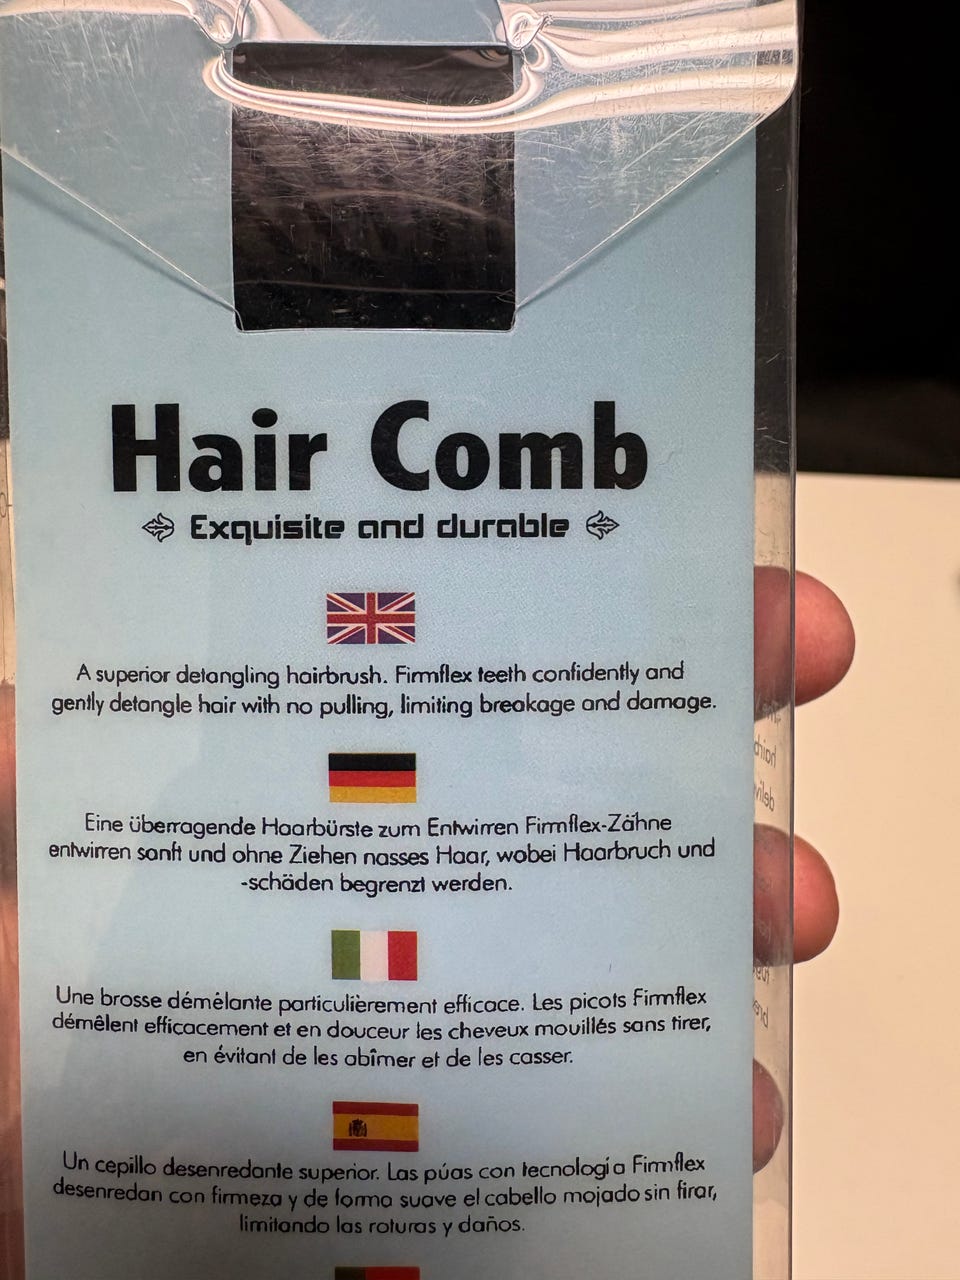 Hair Comb
Exquisite and durable
A superior detangling hairbrush. Firmflex teeth confidently and
gently detangle hair with no pulling, limiting breakage and damage.
Eine überragende Haarbürste zum Entwirren Firmflex-Zähne
entwirren sanft und ohne Ziehen nasses Haar, wobei Haarbruch und
-schäden begrenzt werden.
Une brosse démêlante particulièrement efficace. Les picots Firmflex
démêlent efficacement et en douceur les cheveux mouillés sans tirer,
en évitant de les abîmer et de les casser.
Un cepillo desenredante superior. Las púas con tecnología Firmflex
desenredan con firmeza y de forma suave el cabello mojado sin firar,
limitando las roturas y daños.